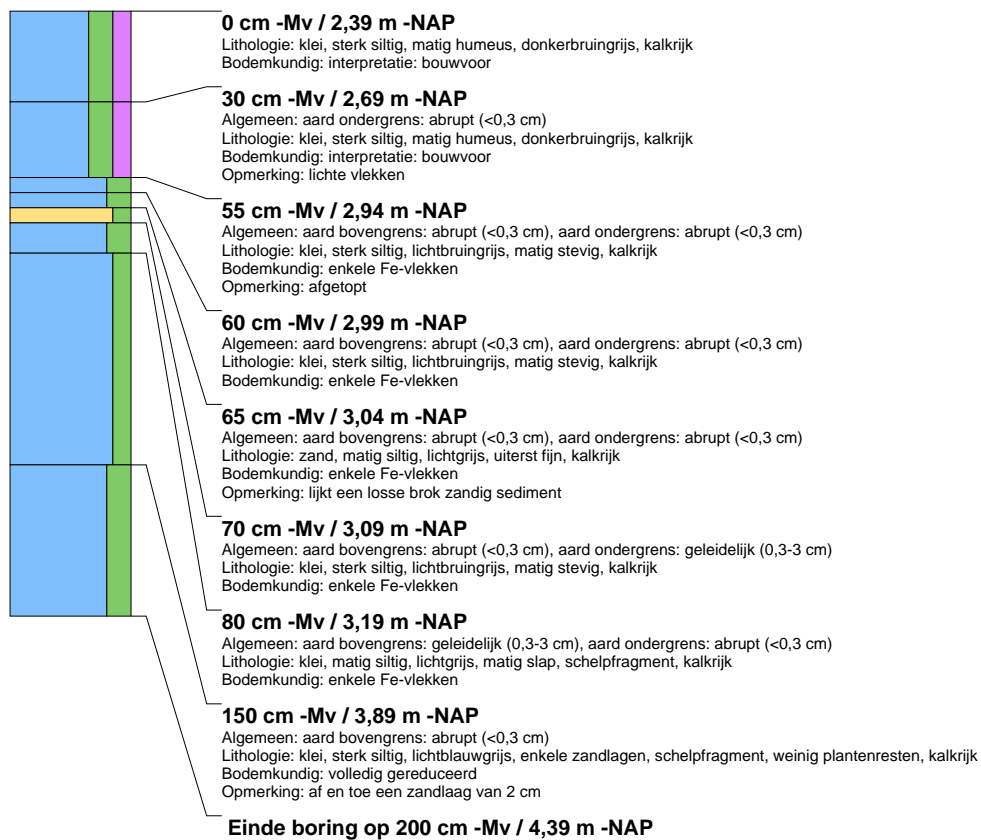 0 cm -Mv / 2,39 m -NAP
Lithologie: klei, sterk siltig, matig humeus, donkerbruingrijs, kalkrijk
Bodemkundig: interpretatie: bouwvoor
30 cm -Mv / 2,69 m -NAP
Algemeen: aard ondergrens: abrupt (<0,3 cm)
Lithologie: klei, sterk siltig, matig humeus, donkerbruingrijs, kalkrijk
Bodemkundig: interpretatie: bouwvoor
Opmerking: lichte vlekken
55 cm -Mv / 2,94 m -NAP
Algemeen: aard bovengrens: abrupt (<0,3 cm), aard ondergrens: abrupt (<0,3 cm)
Lithologie: klei, sterk siltig, lichtbruingrijs, matig stevig, kalkrijk
Bodemkundig: enkele Fe-vlekken
Opmerking: afgetopt
60 cm -Mv / 2,99 m -NAP
Algemeen: aard bovengrens: abrupt (<0,3 cm), aard ondergrens: abrupt (<0,3 cm)
Lithologie: klei, sterk siltig, lichtbruingrijs, matig stevig, kalkrijk
Bodemkundig: enkele Fe-vlekken
65 cm -Mv / 3,04 m -NAP
Algemeen: aard bovengrens: abrupt (<0,3 cm), aard ondergrens: abrupt (<0,3 cm)
Lithologie: zand, matig siltig, lichtgrijs, uiterst fijn, kalkrijk
Bodemkundig: enkele Fe-vlekken
Opmerking: lijkt een losse brok zandig sediment
70 cm -Mv / 3,09 m -NAP
Algemeen: aard bovengrens: abrupt (<0,3 cm), aard ondergrens: geleidelijk (0,3-3 cm)
Lithologie: klei, sterk siltig, lichtbruingrijs, matig stevig, kalkrijk
Bodemkundig: enkele Fe-vlekken
80 cm -Mv / 3,19 m -NAP
Algemeen: aard bovengrens: geleidelijk (0,3-3 cm), aard ondergrens: abrupt (<0,3 cm)
Lithologie: klei, matig siltig, lichtgrijs, matig slap, schelpfragment, kalkrijk
Bodemkundig: enkele Fe-vlekken
150 cm -Mv / 3,89 m -NAP
Algemeen: aard bovengrens: abrupt (<0,3 cm)
Lithologie: klei, sterk siltig, lichtblauwgrijs, enkele zandlagen, schelpfragment, weinig plantenresten, kalkrijk
Bodemkundig: volledig gereduceerd
Opmerking: af en toe een zandlaag van 2 cm
Einde boring op 200 cm -Mv / 4,39 m -NAP